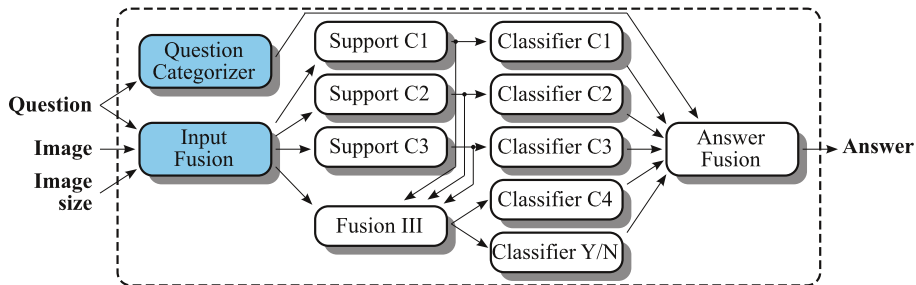 Question
Image
Image
size
Question
Categorizer
Input
Fusion
Support C1
Support C2
Support C3
Fusion III
Classifier C1
Classifier C2
Classifier C3
Classifier C4
Classifier Y/N
Answer
Fusion
Answer